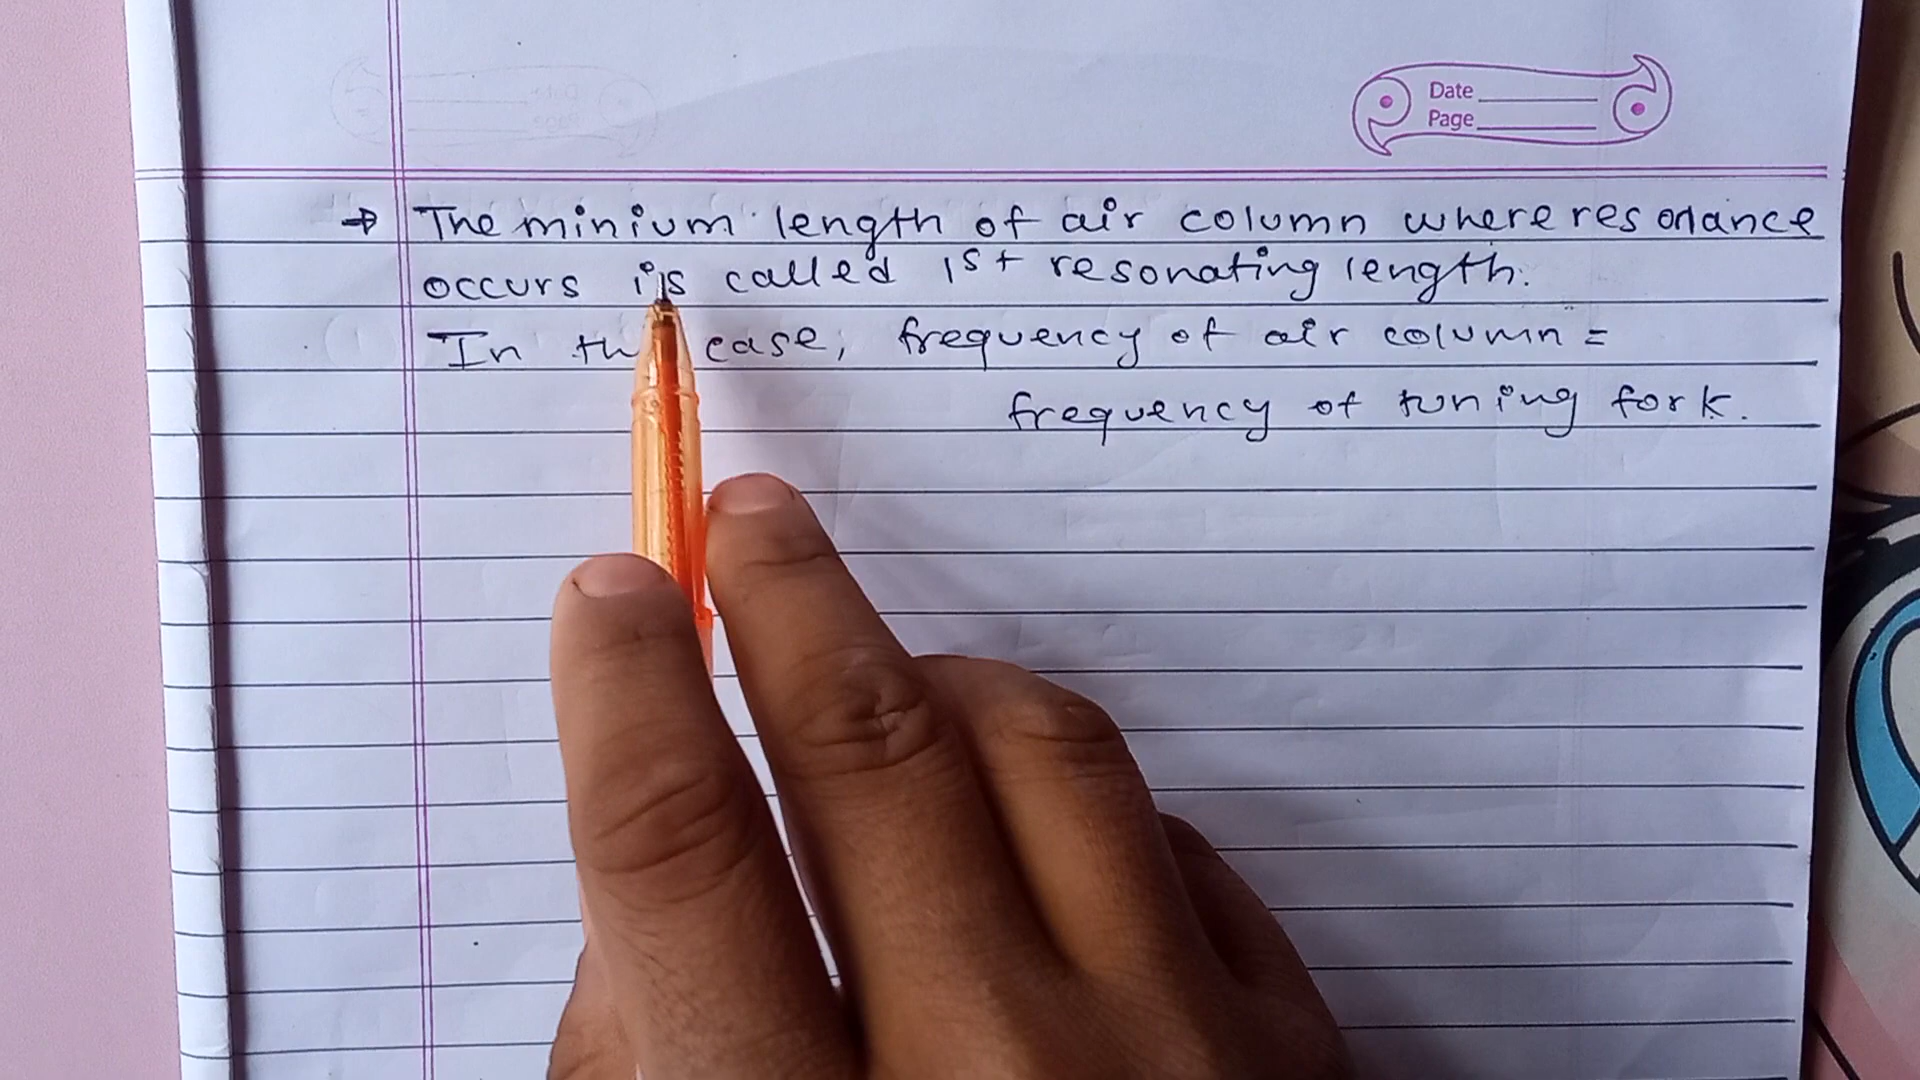 Date
Page
→ The minium length of air column where resonance
occurs is called 1st resonating length.
In case, frequency of air column =
frequency of tuning fork.